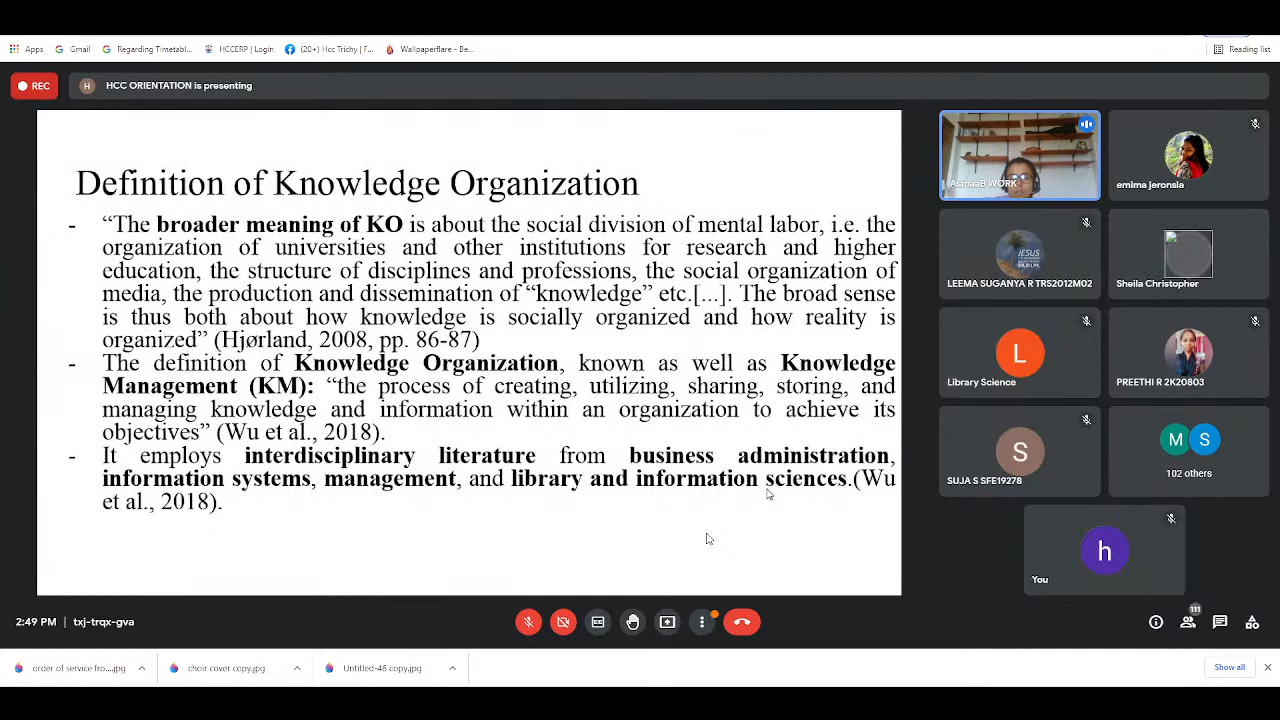 Apps Gmail Regarding Timetabl... HCCERP | Login (20+) Hcc Trichy | F... Wallpaperflare - Be... Reading list
REC H HCC ORIENTATION is presenting
Definition of Knowledge Organization
- “The broader meaning of KO is about the social division of mental labor, i.e. the
organization of universities and other institutions for research and higher
education, the structure of disciplines and professions, the social organization of
media, the production and dissemination of “knowledge” etc.[...]. The broad sense
is thus both about how knowledge is socially organized and how reality is
organized” (Hjørland, 2008, pp. 86-87)
- The definition of Knowledge Organization, known as well as Knowledge
Management (KM): “the process of creating, utilizing, sharing, storing, and
managing knowledge and information within an organization to achieve its
objectives” (Wu et al., 2018).
- It employs interdisciplinary literature from business administration,
information systems, management, and library and information sciences.(Wu
et al., 2018).
AsmaaB WORK
emima jeronsia
JESUS
LEEMA SUGANYA R TRS2012M02
Sheila Christopher
L
Library Science
PREETHI R 2K20803
S
SUJA S SFE19278
M S
102 others
h
You
2:49 PM | txj-trqx-gva
111
order of service fro....jpg choir cover copy.jpg Untitled-46 copy.jpg Show all